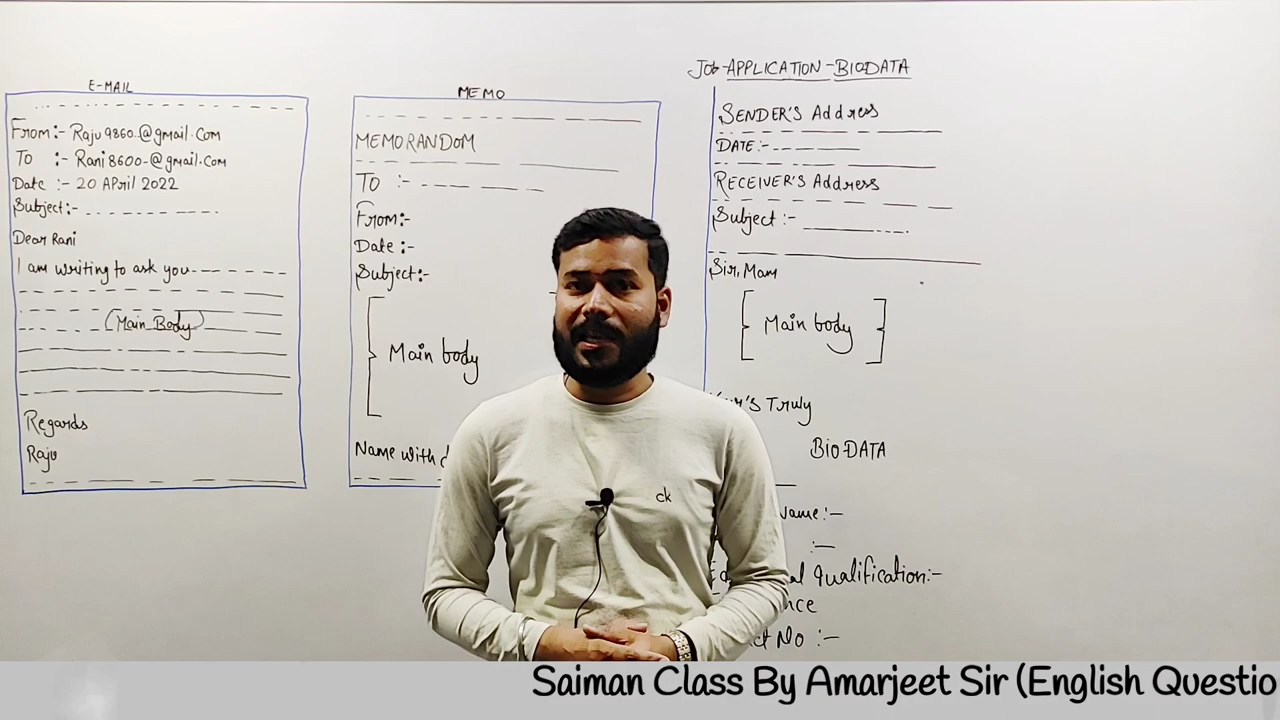 E-MAIL
From:- Raju9860@gmail.com
To :- Rani8600-@gmail.com
Date :- 20 APril 2022
Subject:-
Dear Rani
I am writing to ask you
(Main Body)
Regards
Raju
MEMO
MEMORANDOM
TO :-
From:-
Date:-
Subject:-
Main body
Name with
Job-APPLICATION-BIODATA
SENDER'S Address
DATE:-
RECEIVER'S Address
Subject :-
Sir, Mam
Main body
Truly
BIODATA
:-
Qualification:-
No :-
ck
Saiman Class By Amarjeet Sir (English Questio